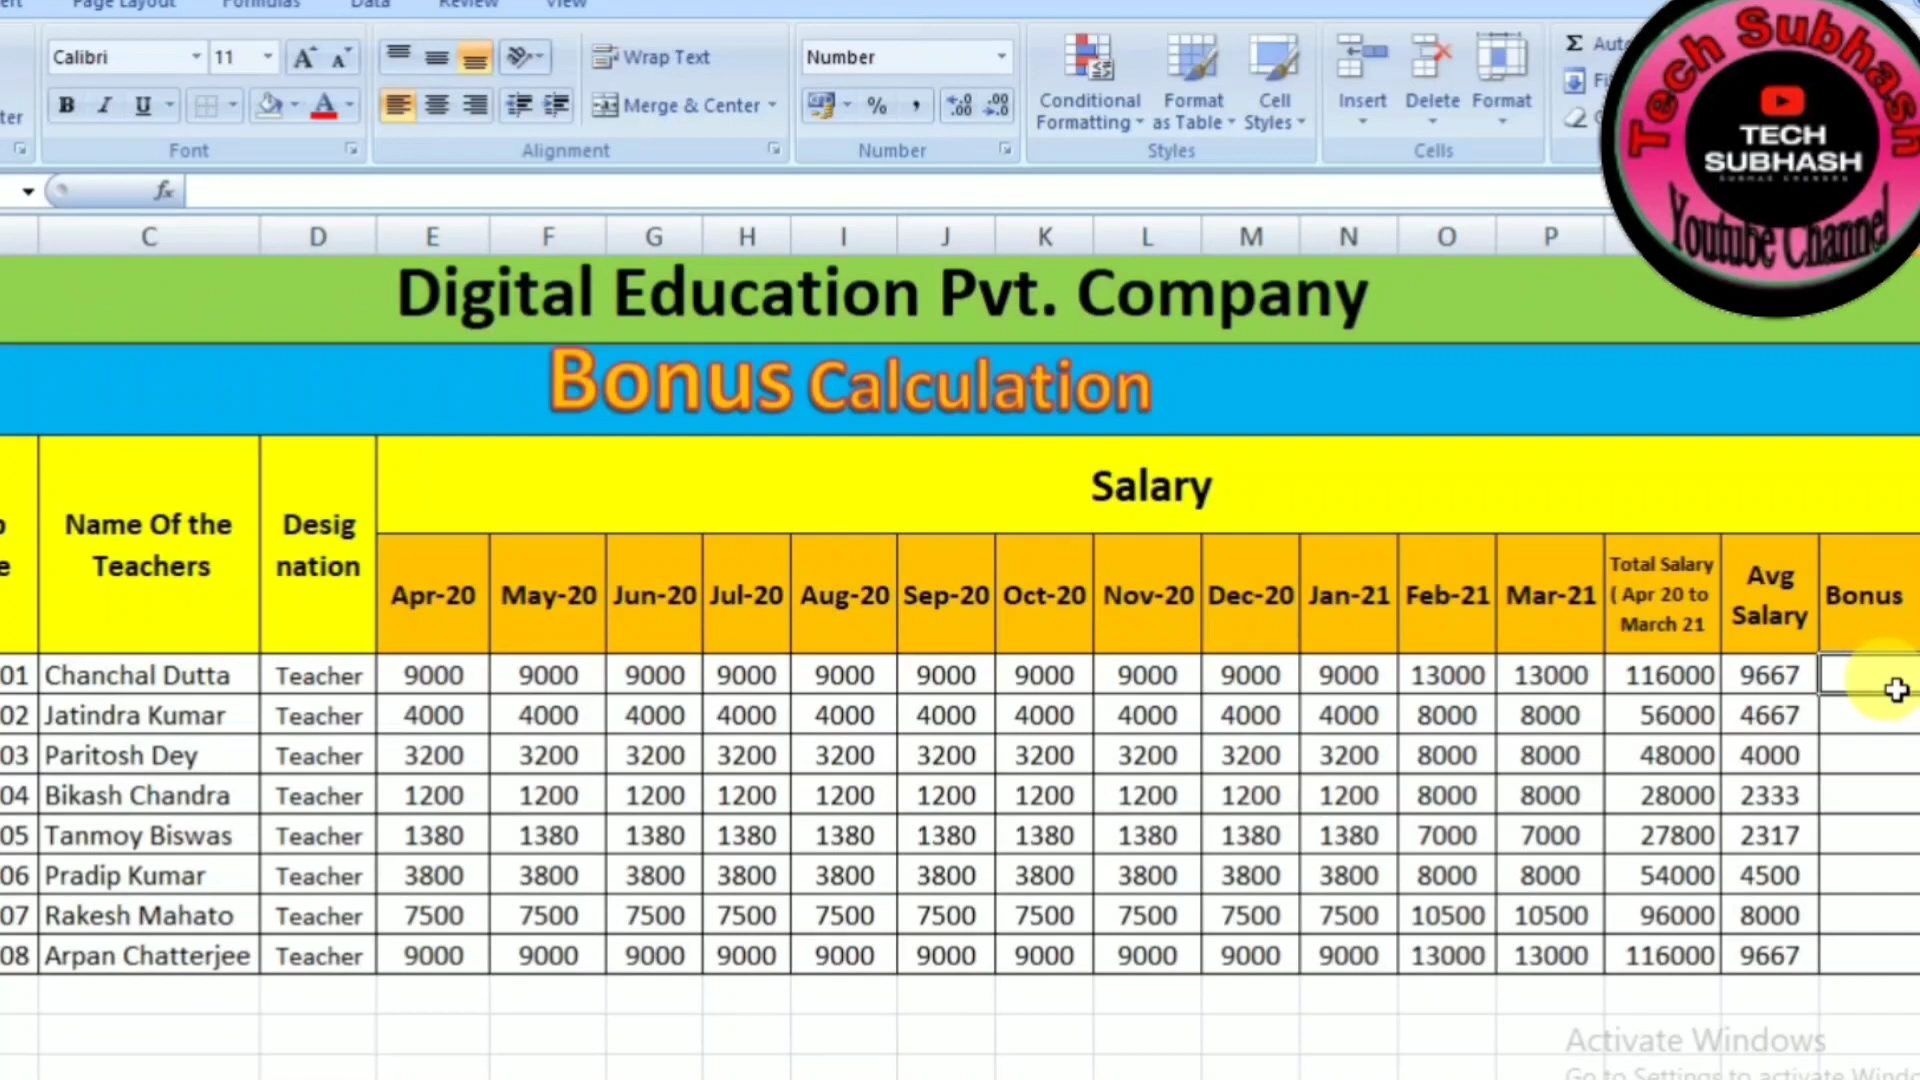 Page Layout Formulas Data Review View
Calibri 11 Wrap Text Number
B I U Merge & Center % , Conditional Formatting Format as Table Cell Styles Insert Delete Format
Font Alignment Number Styles Cells
fx
C D E F G H I J K L M N O P
Tech Subhash
TECH
SUBHASH
Youtube Channel
Digital Education Pvt. Company
Bonus Calculation
Salary
Name Of the Teachers Desig nation
Apr-20 May-20 Jun-20 Jul-20 Aug-20 Sep-20 Oct-20 Nov-20 Dec-20 Jan-21 Feb-21 Mar-21 Total Salary ( Apr 20 to March 21 Avg Salary Bonus
01 Chanchal Dutta Teacher 9000 9000 9000 9000 9000 9000 9000 9000 9000 9000 13000 13000 116000 9667
02 Jatindra Kumar Teacher 4000 4000 4000 4000 4000 4000 4000 4000 4000 4000 8000 8000 56000 4667
03 Paritosh Dey Teacher 3200 3200 3200 3200 3200 3200 3200 3200 3200 3200 8000 8000 48000 4000
04 Bikash Chandra Teacher 1200 1200 1200 1200 1200 1200 1200 1200 1200 1200 8000 8000 28000 2333
05 Tanmoy Biswas Teacher 1380 1380 1380 1380 1380 1380 1380 1380 1380 1380 7000 7000 27800 2317
06 Pradip Kumar Teacher 3800 3800 3800 3800 3800 3800 3800 3800 3800 3800 8000 8000 54000 4500
07 Rakesh Mahato Teacher 7500 7500 7500 7500 7500 7500 7500 7500 7500 7500 10500 10500 96000 8000
08 Arpan Chatterjee Teacher 9000 9000 9000 9000 9000 9000 9000 9000 9000 9000 13000 13000 116000 9667
Activate Windows
Go to Settings to activate